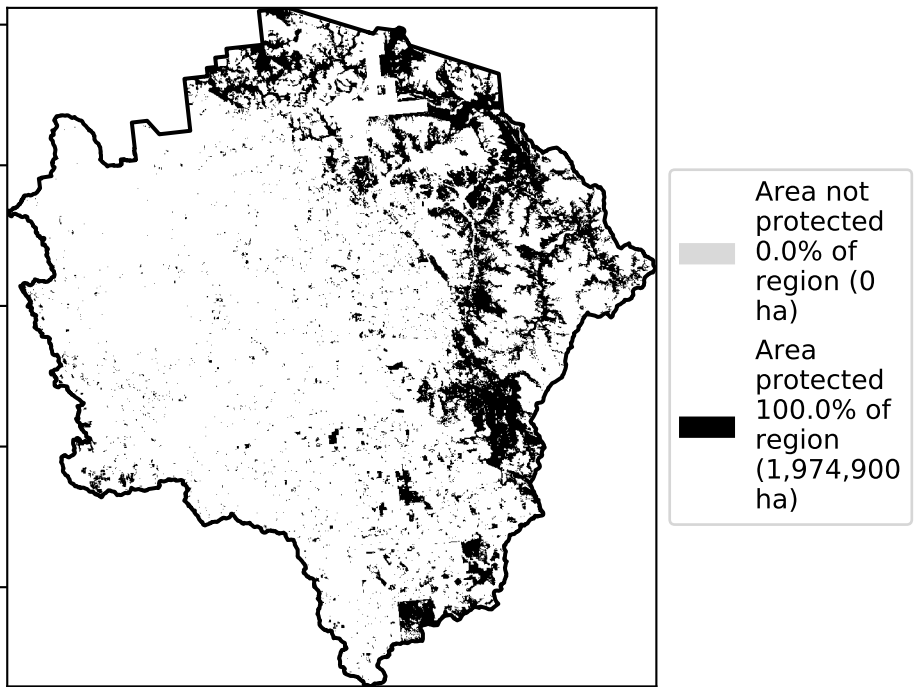 Area not
protected
0.0% of
region (0
ha)
Area
protected
100.0% of
region
(1,974,900
ha)